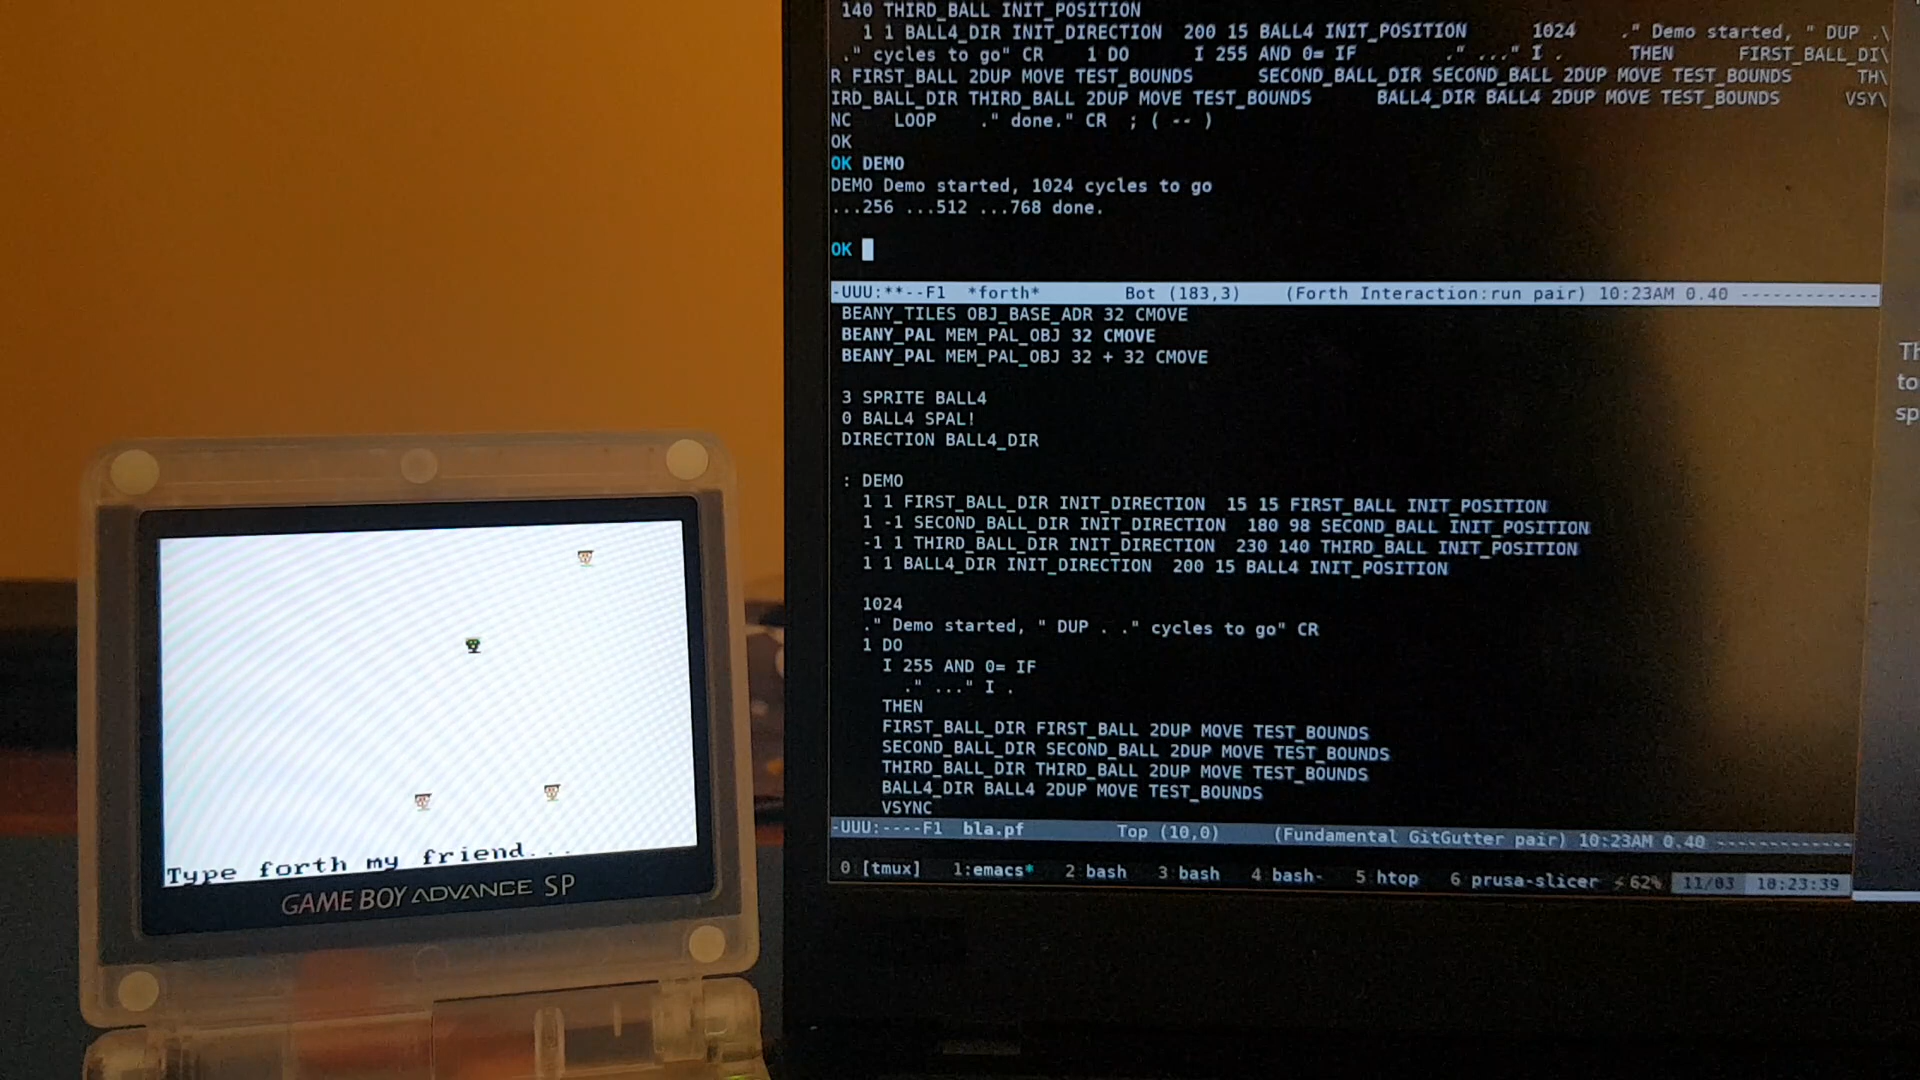 140 THIRD_BALL INIT_POSITION
1 1 BALL4_DIR INIT_DIRECTION 200 15 BALL4 INIT_POSITION 1024 ." Demo started, " DUP .\
." cycles to go" CR 1 DO I 255 AND 0= IF ." ..." I . THEN FIRST_BALL_DI\
R FIRST_BALL 2DUP MOVE TEST_BOUNDS SECOND_BALL_DIR SECOND_BALL 2DUP MOVE TEST_BOUNDS TH\
IRD_BALL_DIR THIRD_BALL 2DUP MOVE TEST_BOUNDS BALL4_DIR BALL4 2DUP MOVE TEST_BOUNDS VSY\
NC LOOP ." done." CR ; ( -- )
OK
OK DEMO
DEMO Demo started, 1024 cycles to go
...256 ...512 ...768 done.
OK
-UUU:**--F1 *forth* Bot (183,3) (Forth Interaction:run pair) 10:23AM 0.40 -------------
BEANY_TILES OBJ_BASE_ADR 32 CMOVE
BEANY_PAL MEM_PAL_OBJ 32 CMOVE
BEANY_PAL MEM_PAL_OBJ 32 + 32 CMOVE
3 SPRITE BALL4
0 BALL4 SPAL!
DIRECTION BALL4_DIR
: DEMO
1 1 FIRST_BALL_DIR INIT_DIRECTION 15 15 FIRST_BALL INIT_POSITION
1 -1 SECOND_BALL_DIR INIT_DIRECTION 180 98 SECOND_BALL INIT_POSITION
-1 1 THIRD_BALL_DIR INIT_DIRECTION 230 140 THIRD_BALL INIT_POSITION
1 1 BALL4_DIR INIT_DIRECTION 200 15 BALL4 INIT_POSITION
1024
." Demo started, " DUP . ." cycles to go" CR
1 DO
I 255 AND 0= IF
." ..." I .
THEN
FIRST_BALL_DIR FIRST_BALL 2DUP MOVE TEST_BOUNDS
SECOND_BALL_DIR SECOND_BALL 2DUP MOVE TEST_BOUNDS
THIRD_BALL_DIR THIRD_BALL 2DUP MOVE TEST_BOUNDS
BALL4_DIR BALL4 2DUP MOVE TEST_BOUNDS
VSYNC
-UUU:----F1 bla.pf Top (10,0) (Fundamental GitGutter pair) 10:23AM 0.40 -------------
0 [tmux] 1:emacs* 2 bash 3 bash 4 bash- 5 htop 6 prusa-slicer ⚡62% 11/03 10:23:39
Type forth my friend...
GAME BOY ADVANCE SP
to
sp